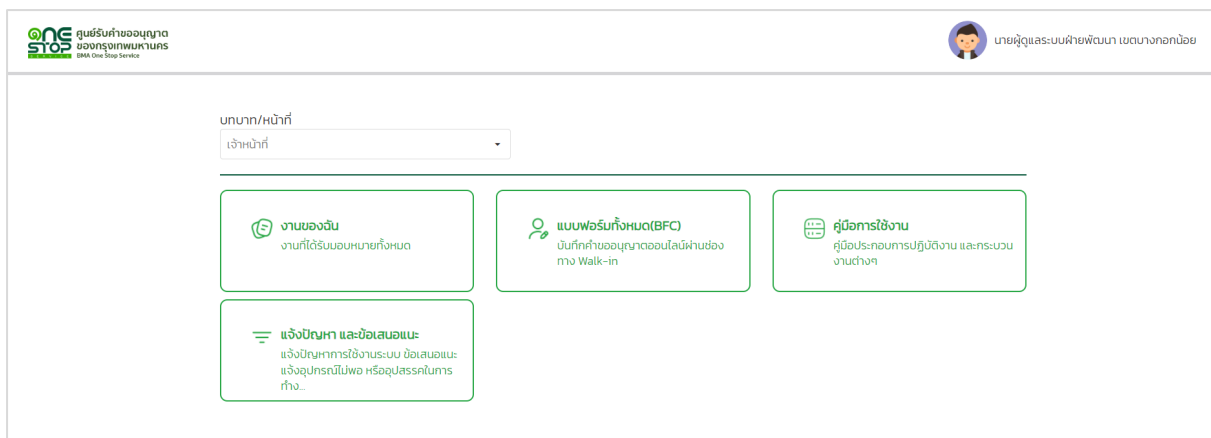 ONE ศูนย์รับคำขออนุญาต
STOP ของกรุงเทพมหานคร
SERVICE BMA One Stop Service
นายผู้ดูแลระบบฝ่ายพัฒนา เขตบางกอกน้อย
บทบาท/หน้าที่
เจ้าหน้าที่
งานของฉัน
งานที่ได้รับมอบหมายทั้งหมด
แบบฟอร์มทั้งหมด(BFC)
บันทึกคำขออนุญาตออนไลน์ผ่านช่อง
ทาง Walk-in
คู่มือการใช้งาน
คู่มือประกอบการปฏิบัติงาน และกระบวน
งานต่างๆ
แจ้งปัญหา และข้อเสนอแนะ
แจ้งปัญหาการใช้งานระบบ ข้อเสนอแนะ
แจ้งอุปกรณ์ไม่พอ หรืออุปสรรคในการ
ทำง...